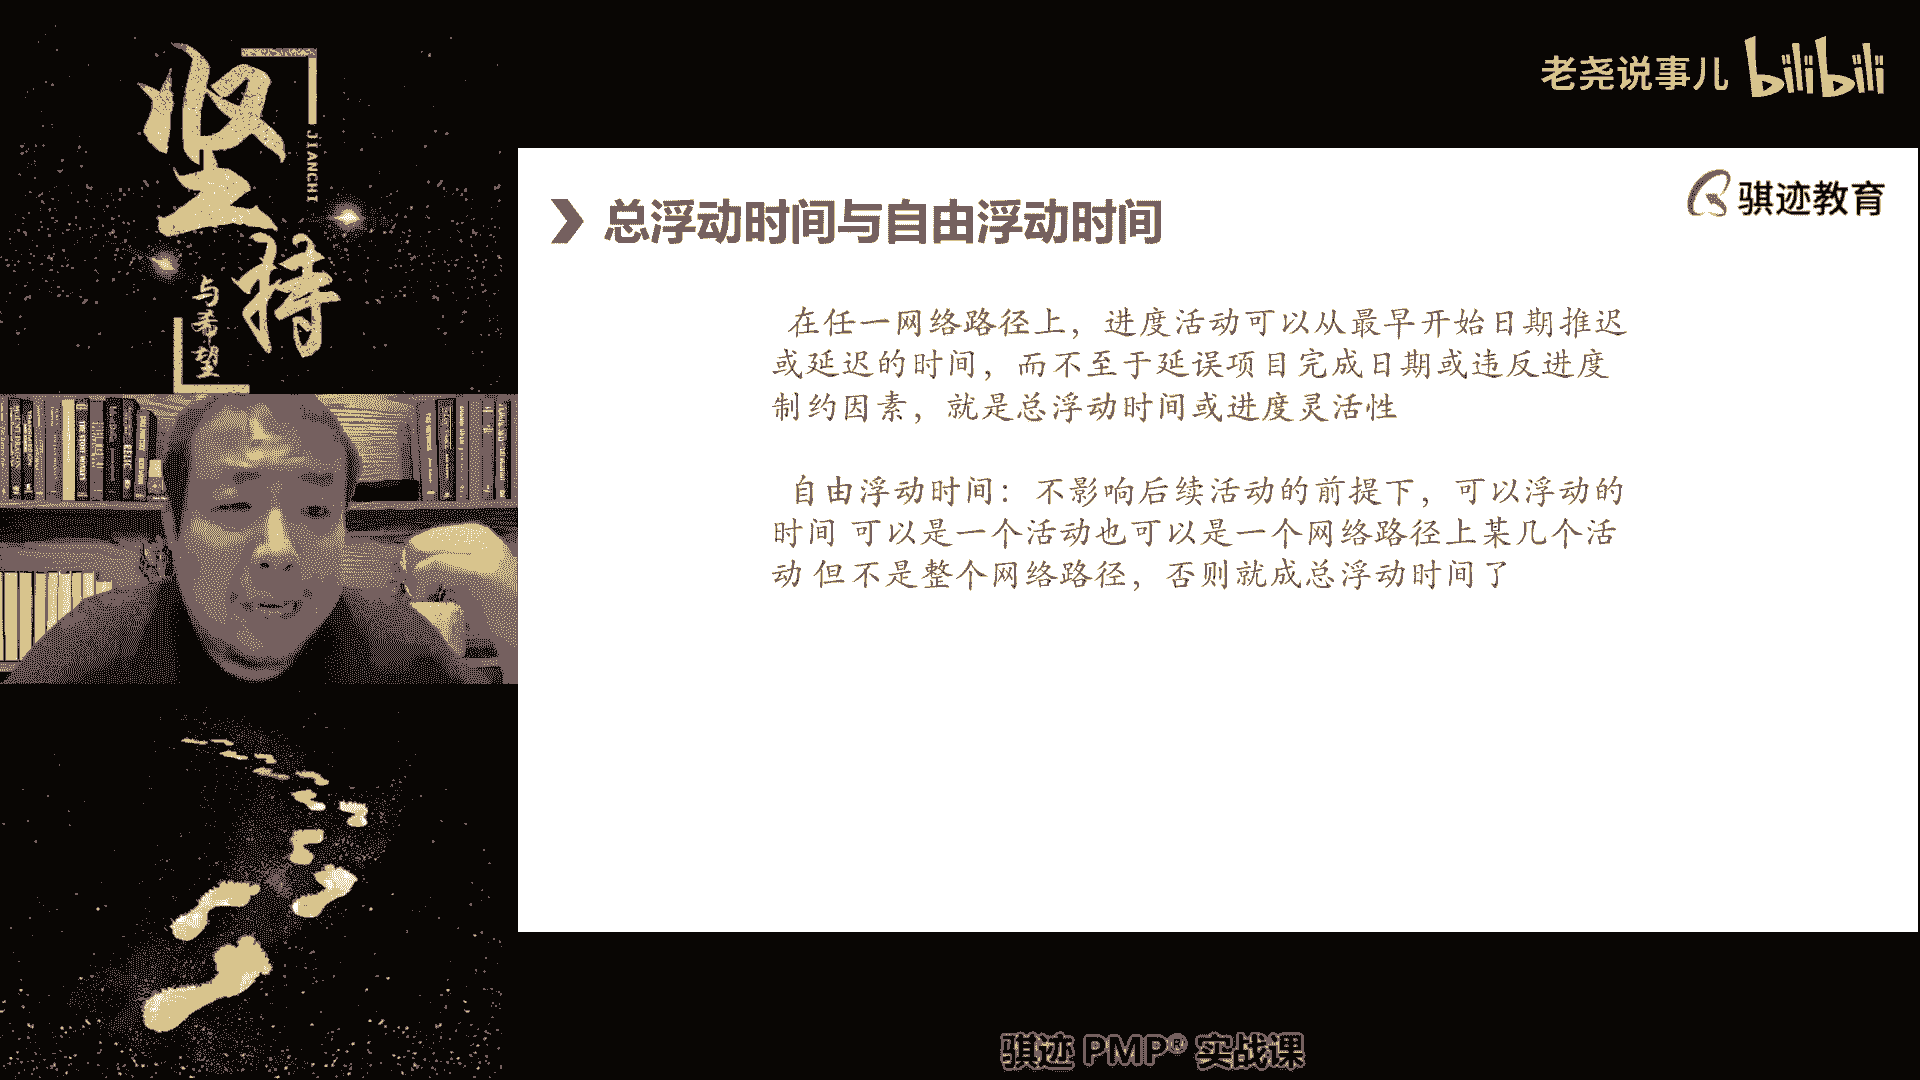 坚持
JIANCHI
与希望
老尧说事儿 bilibili
骐迹教育
总浮动时间与自由浮动时间
在任一网络路径上，进度活动可以从最早开始日期推迟
或延迟的时间，而不至于延误项目完成日期或违反进度
制约因素，就是总浮动时间或进度灵活性
自由浮动时间：不影响后续活动的前提下，可以浮动的
时间 可以是一个活动也可以是一个网络路径上某几个活
动 但不是整个网络路径，否则就成总浮动时间了
骐迹 PMP® 实战课